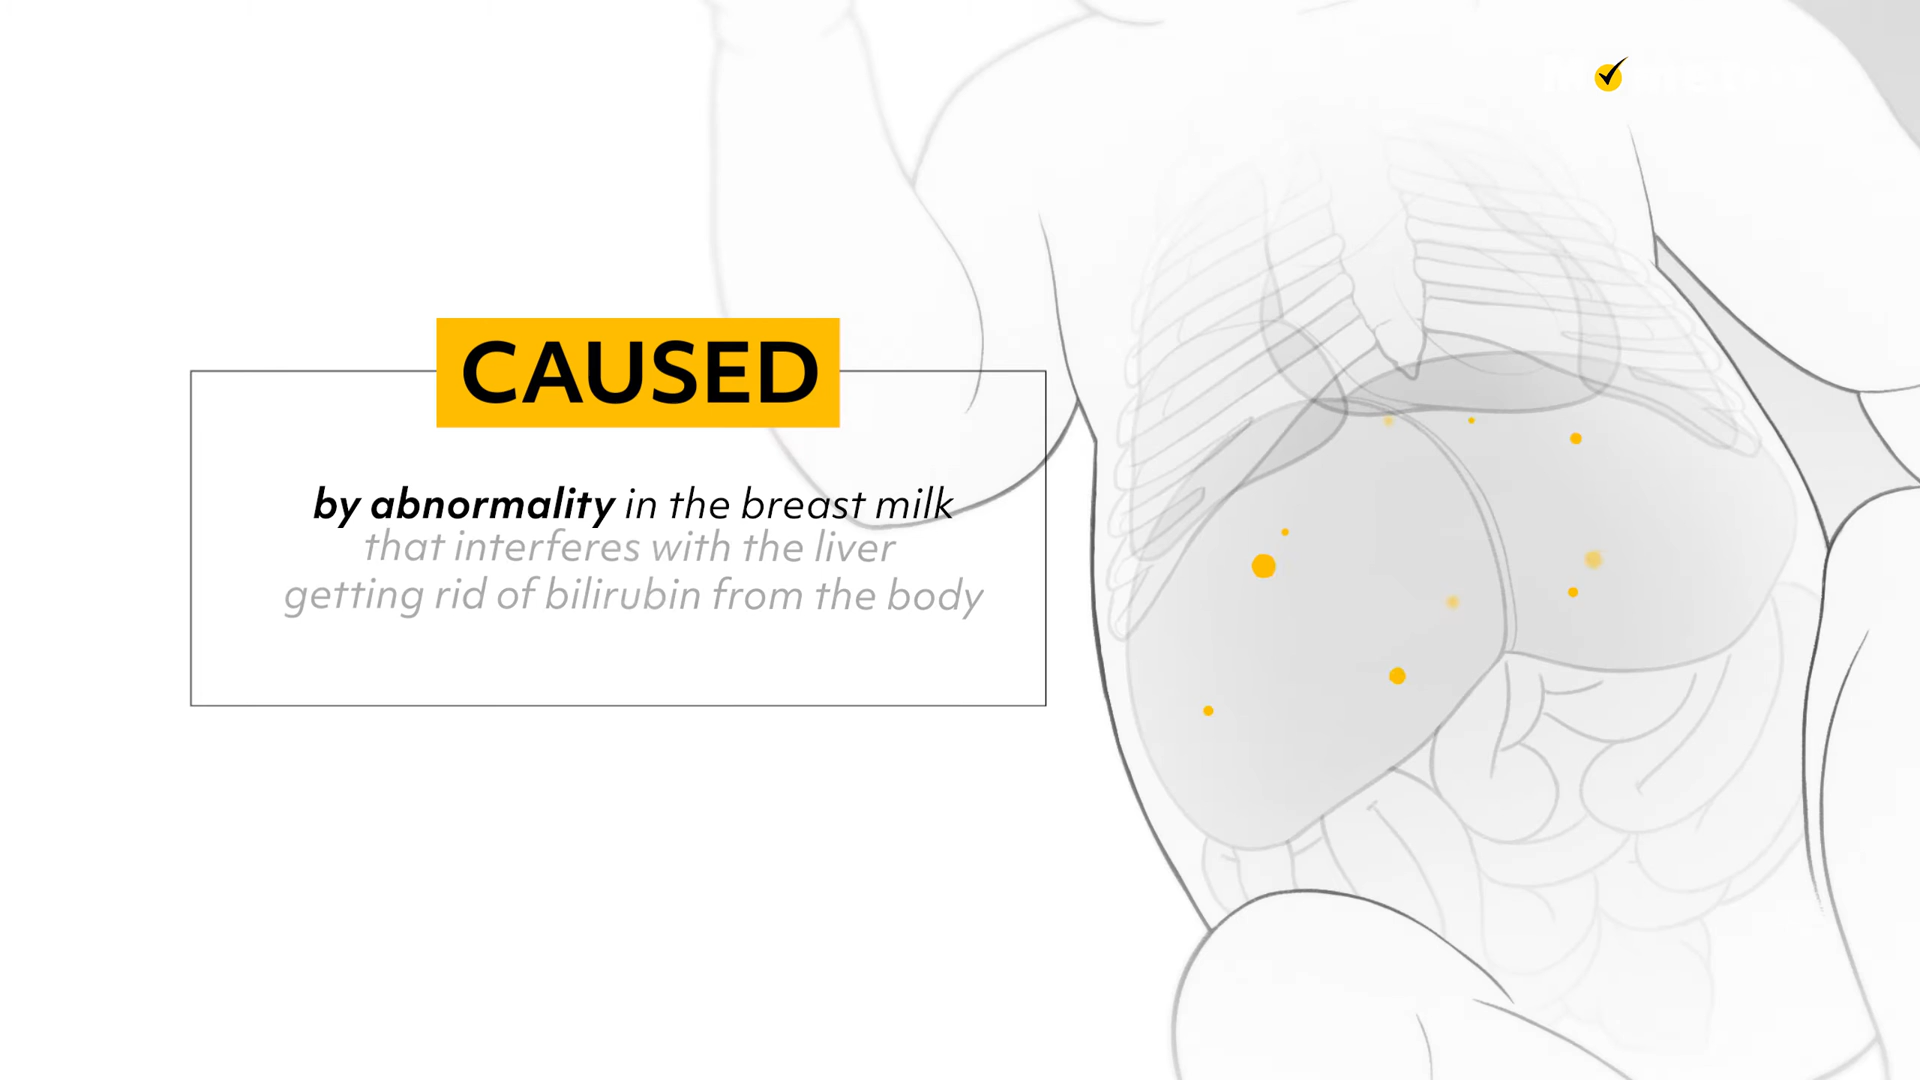 CAUSED
by abnormality in the breast milk
that interferes with the liver
getting rid of bilirubin from the body